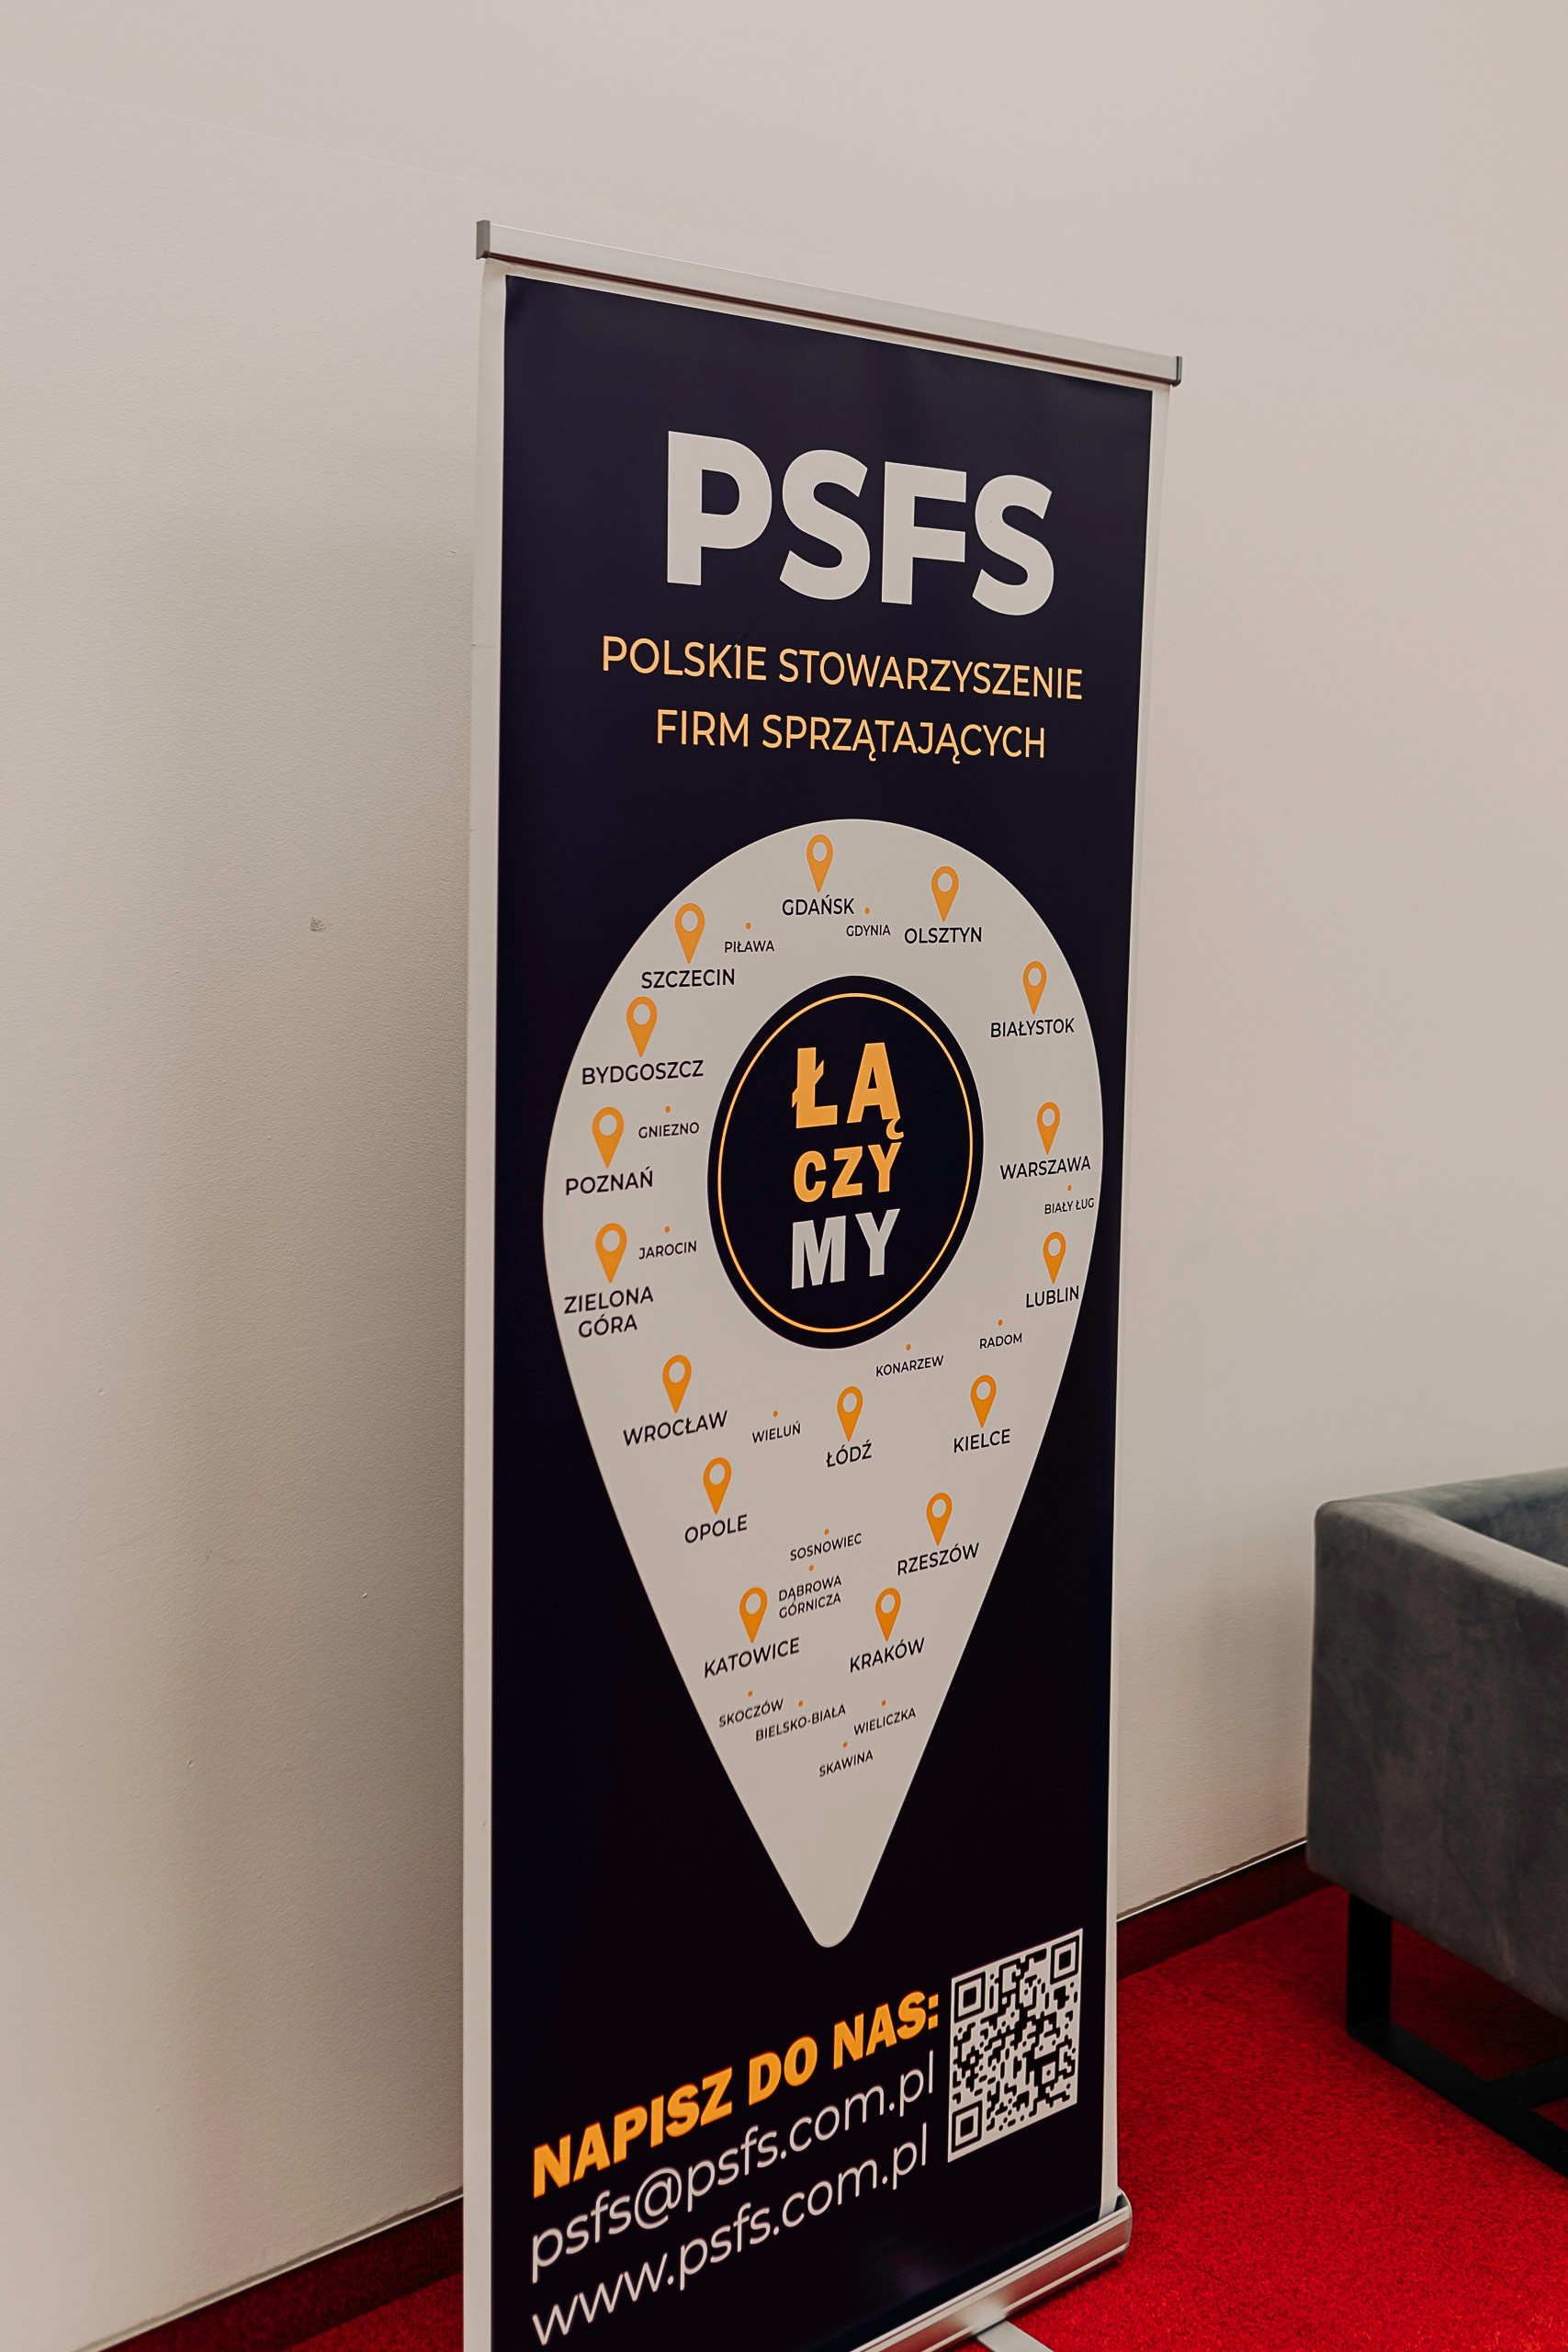 PSFS
POLSKIE STOWARZYSZENIE
FIRM SPRZĄTAJĄCYCH
GDAŃSK
GDYNIA
OLSZTYN
PIŁAWA
SZCZECIN
BIAŁYSTOK
BYDGOSZCZ
GNIEZNO
POZNAŃ
ŁĄ
CZY
MY
WARSZAWA
BIAŁY ŁUG
JAROCIN
ZIELONA
GÓRA
LUBLIN
RADOM
KONARZEW
WROCŁAW
WIELUŃ
ŁÓDŹ
KIELCE
OPOLE
SOSNOWIEC
RZESZÓW
DĄBROWA
GÓRNICZA
KATOWICE
KRAKÓW
SKOCZÓW
BIELSKO-BIAŁA
WIELICZKA
SKAWINA
NAPISZ DO NAS:
psfs@psfs.com.pl
www.psfs.com.pl